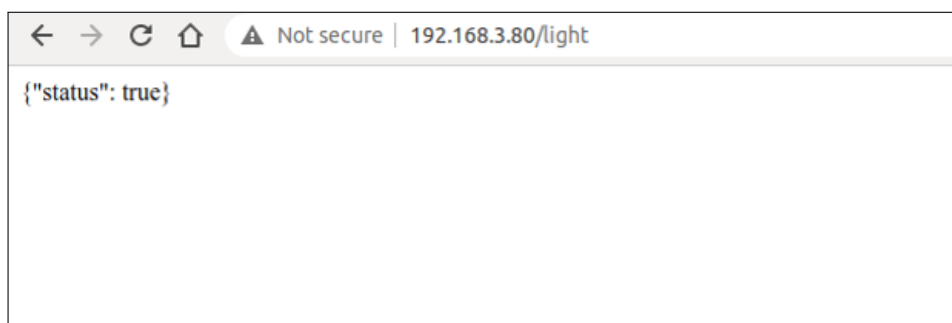 Not secure | 192.168.3.80/light
{"status": true}